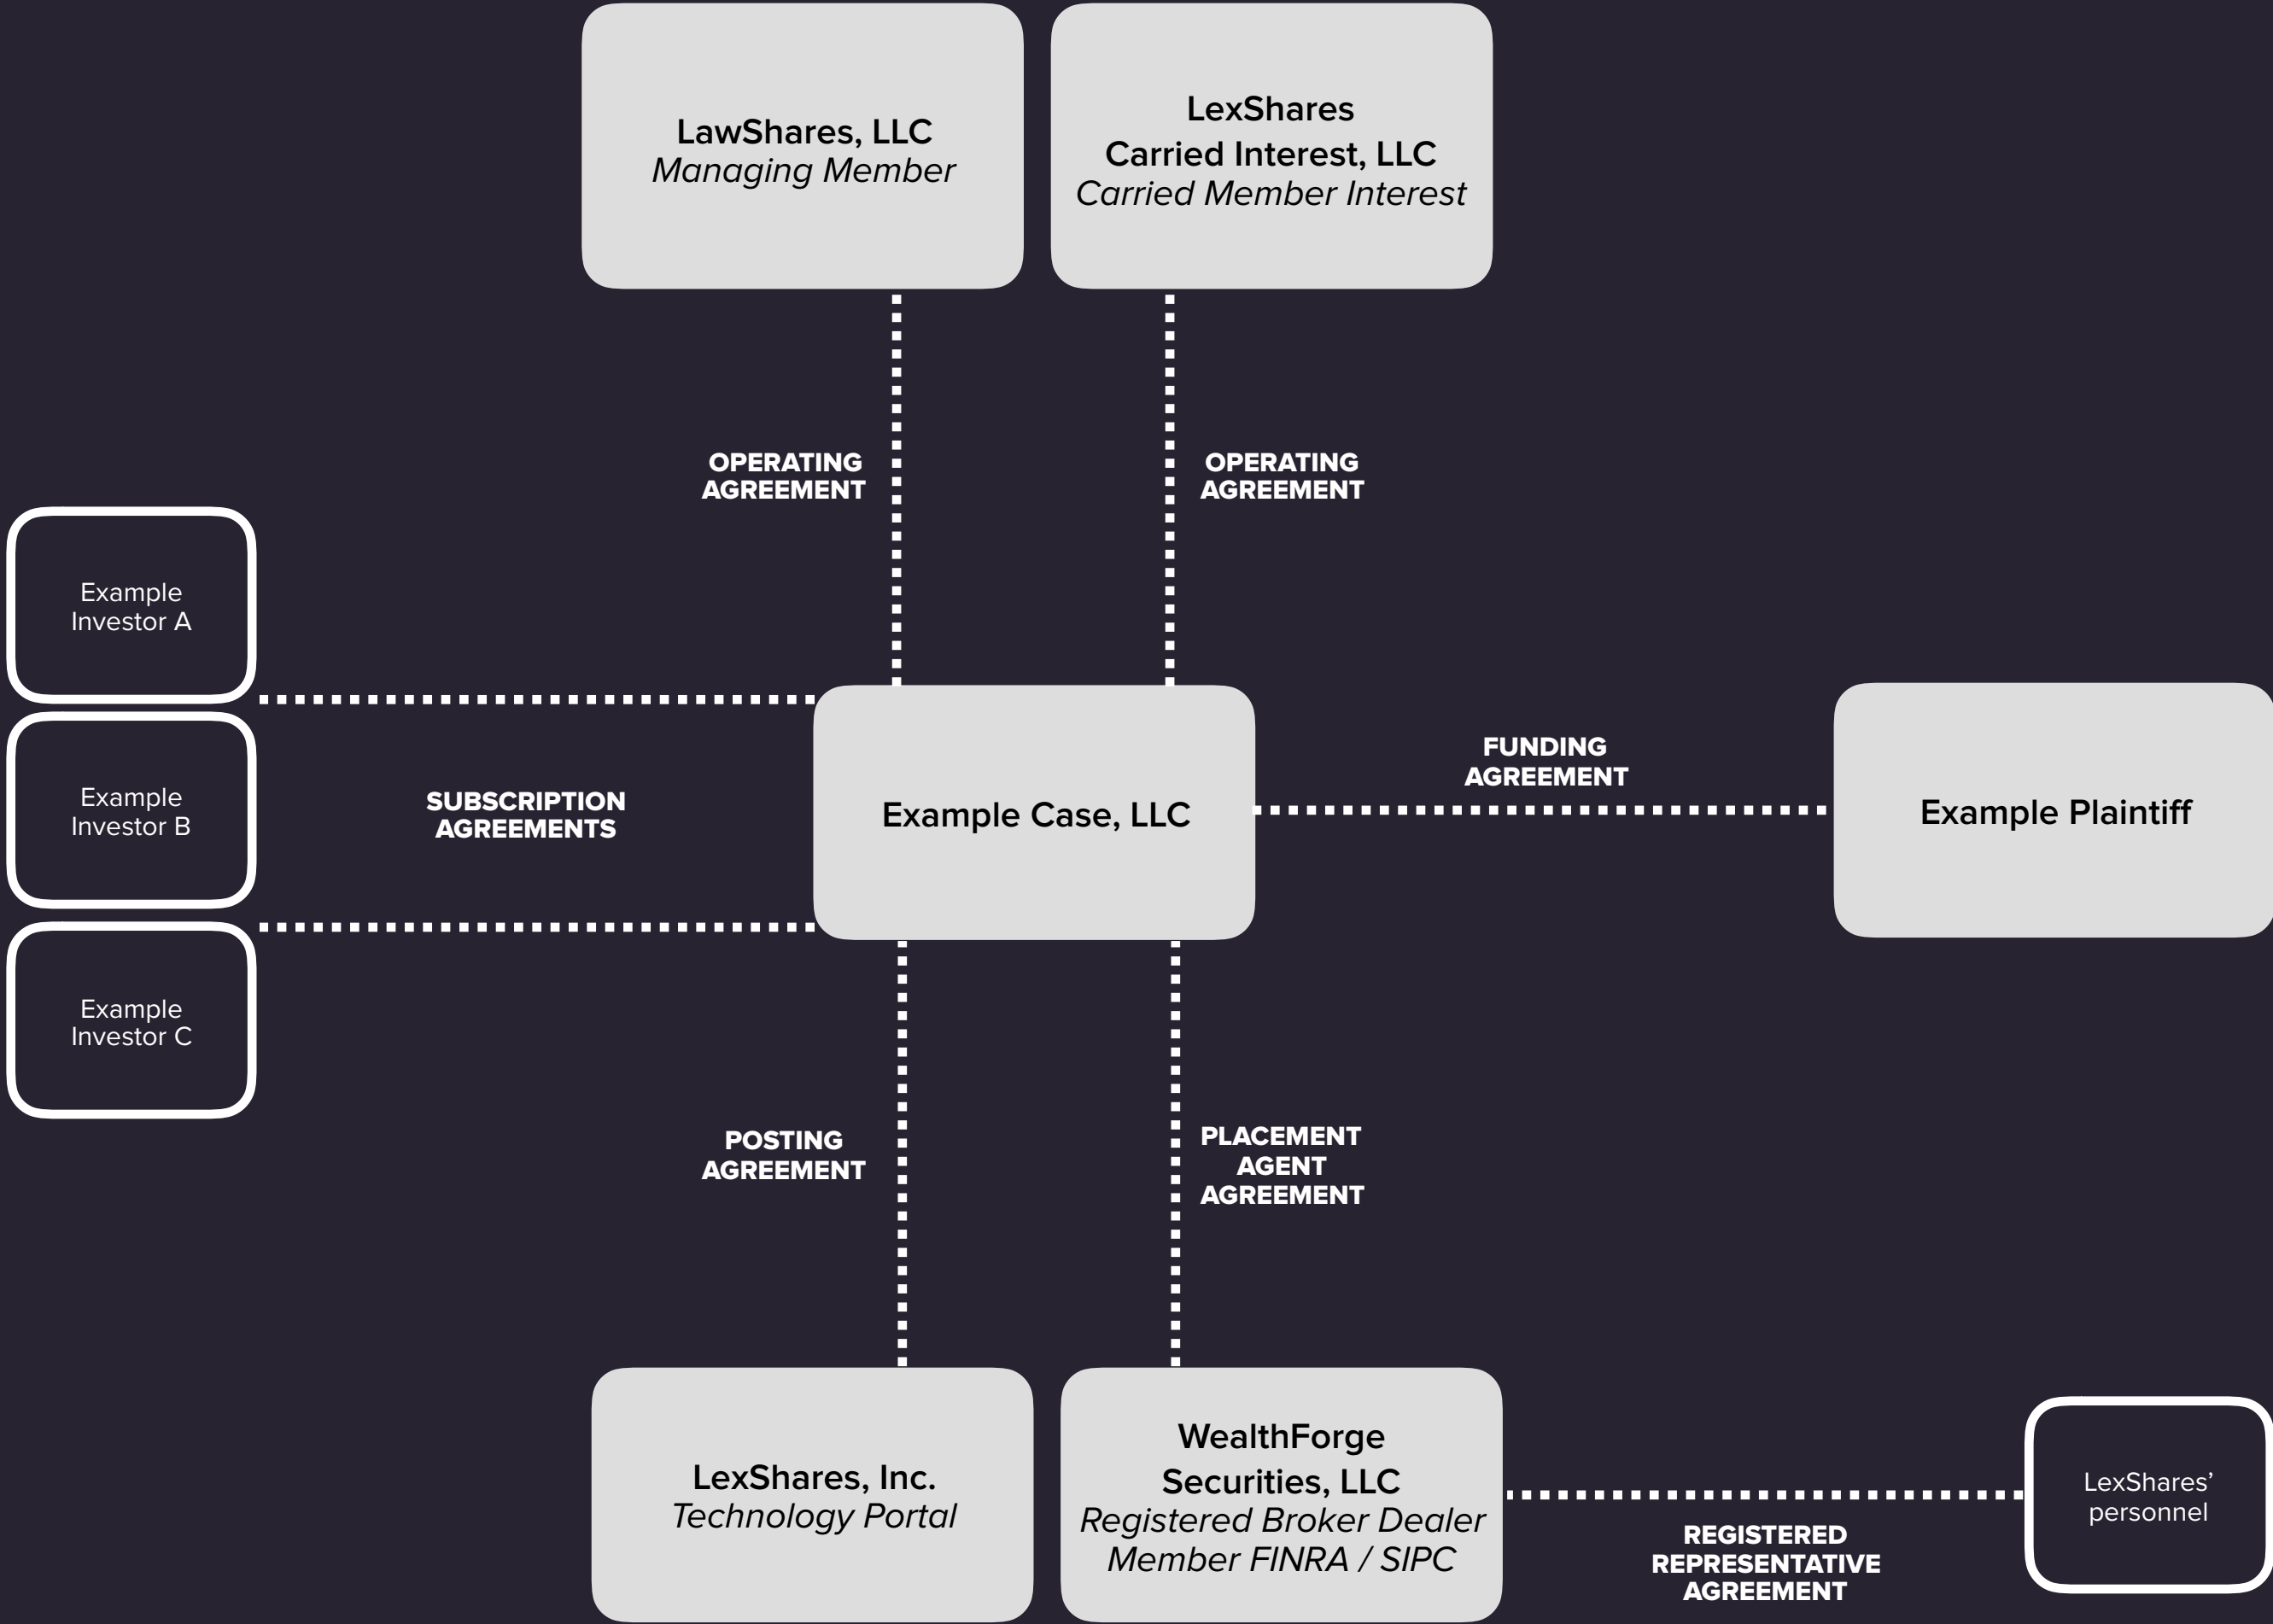 LawShares, LLC
Managing Member
LexShares
Carried Interest, LLC
Carried Member Interest
OPERATING
AGREEMENT
OPERATING
AGREEMENT
Example
Investor A
Example
Investor B
Example
Investor C
SUBSCRIPTION
AGREEMENTS
Example Case, LLC
FUNDING
AGREEMENT
Example Plaintiff
POSTING
AGREEMENT
PLACEMENT
AGENT
AGREEMENT
LexShares, Inc.
Technology Portal
WealthForge
Securities, LLC
Registered Broker Dealer
Member FINRA / SIPC
REGISTERED
REPRESENTATIVE
AGREEMENT
LexShares’
personnel